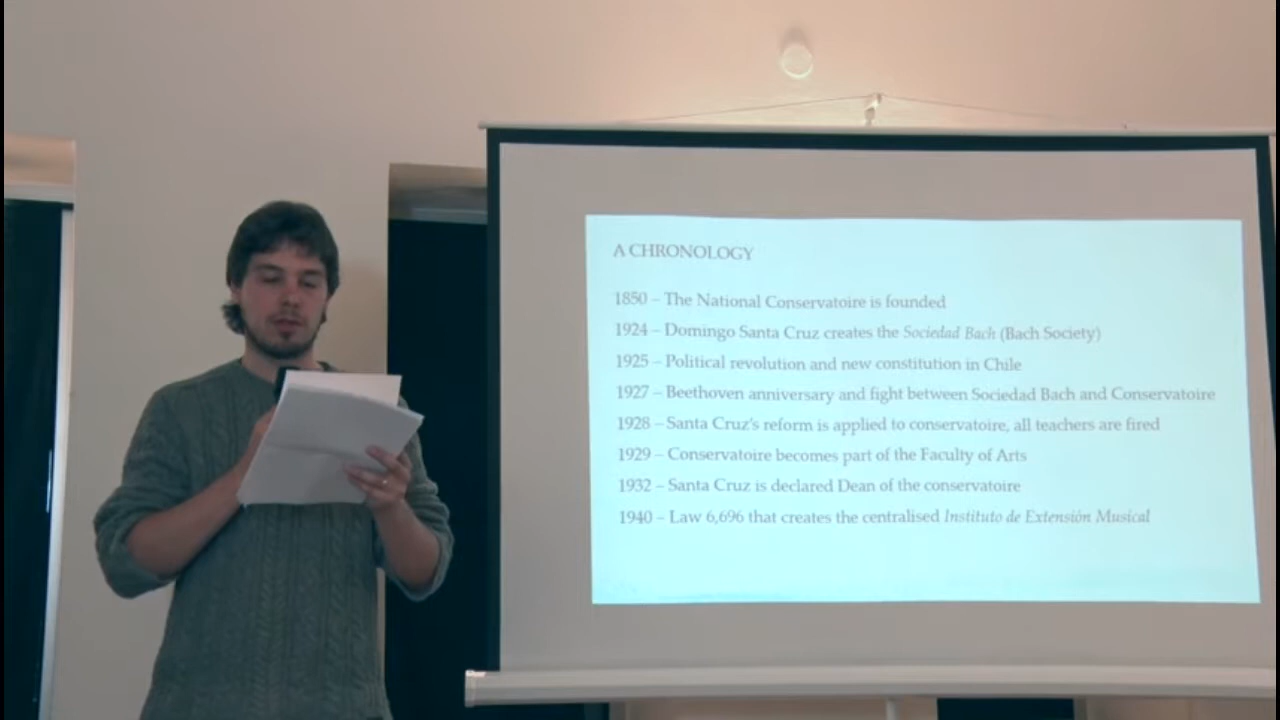 A CHRONOLOGY
1850 – The National Conservatoire is founded
1924 – Domingo Santa Cruz creates the Sociedad Bach (Bach Society)
1925 – Political revolution and new constitution in Chile
1927 – Beethoven anniversary and fight between Sociedad Bach and Conservatoire
1928 – Santa Cruz's reform is applied to conservatoire, all teachers are fired
1929 – Conservatoire becomes part of the Faculty of Arts
1932 – Santa Cruz is declared Dean of the conservatoire
1940 – Law 6,696 that creates the centralised Instituto de Extensión Musical